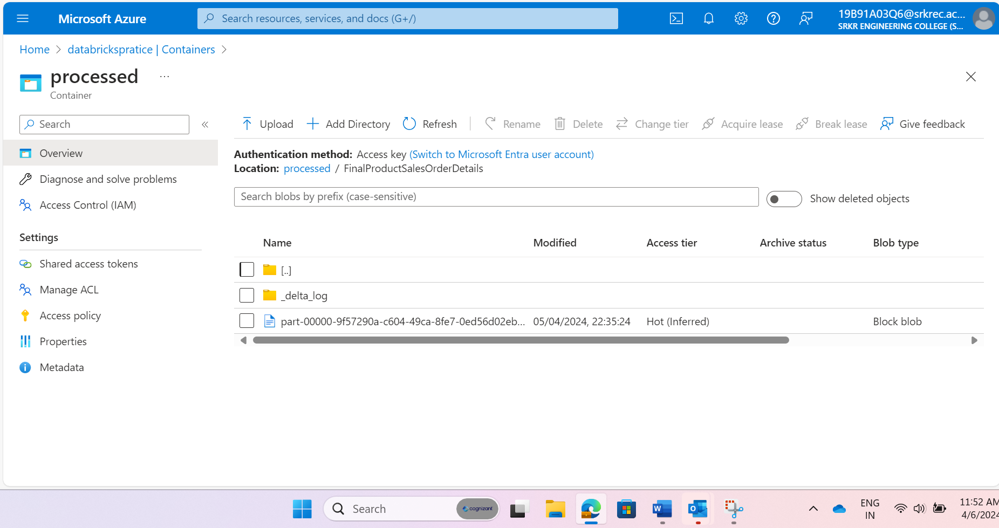 Microsoft Azure
Search resources, services, and docs (G+/)
19B91A03Q6@srkrec.ac...
SRKR ENGINEERING COLLEGE (S...
Home > databrickspratice | Containers >
processed ...
Container
Search «
Upload Add Directory Refresh Rename Delete Change tier Acquire lease Break lease Give feedback
Overview
Diagnose and solve problems
Access Control (IAM)
Settings
Shared access tokens
Manage ACL
Access policy
Properties
Metadata
Authentication method: Access key (Switch to Microsoft Entra user account)
Location: processed / FinalProductSalesOrderDetails
Search blobs by prefix (case-sensitive)
Show deleted objects
Name Modified Access tier Archive status Blob type
[..]
_delta_log
part-00000-9f57290a-c604-49ca-8fe7-0ed56d02eb... 05/04/2024, 22:35:24 Hot (Inferred) Block blob
Search cognizant
ENG
IN
11:52 AM
4/6/2024